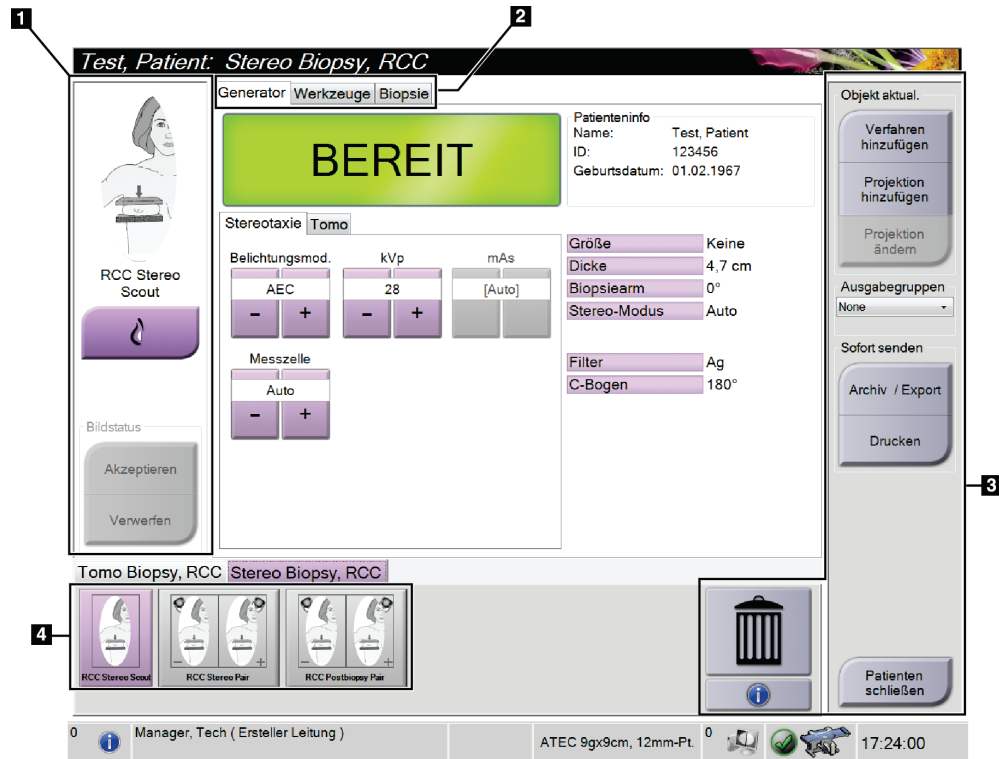 1
2
Test, Patient: Stereo Biopsy, RCC
Generator Werkzeuge Biopsie
BEREIT
Patienteninfo
Name: Test, Patient
ID: 123456
Geburtsdatum: 01.02.1967
Objekt aktual.
Verfahren
hinzufügen
Projektion
hinzufügen
Projektion
ändern
RCC Stereo
Scout
Stereotaxie Tomo
Belichtungsmod. kVp mAs
AEC 28 [Auto]
- + - +
Messzelle
Auto
- +
Größe Keine
Dicke 4,7 cm
Biopsiearm 0°
Stereo-Modus Auto
Filter Ag
C-Bogen 180°
Ausgabegruppen
None
Sofort senden
Archiv / Export
Drucken
3
Bildstatus
Akzeptieren
Verwerfen
Tomo Biopsy, RCC Stereo Biopsy, RCC
4
RCC Stereo Scout
- +
RCC Stereo Pair
- +
RCC Postbiopsy Pair
i
Patienten
schließen
0 i Manager, Tech ( Ersteller Leitung ) ATEC 9gx9cm, 12mm-Pt. 0 17:24:00